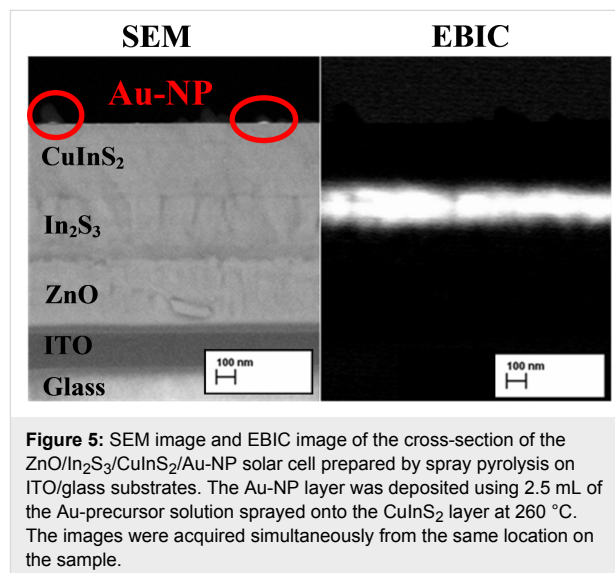 SEM
EBIC
Au-NP
CuInS₂
In₂S₃
ZnO
ITO
Glass
100 nm
100 nm
Figure 5: SEM image and EBIC image of the cross-section of the
ZnO/In₂S₃/CuInS₂/Au-NP solar cell prepared by spray pyrolysis on
ITO/glass substrates. The Au-NP layer was deposited using 2.5 mL of
the Au-precursor solution sprayed onto the CuInS₂ layer at 260 °C.
The images were acquired simultaneously from the same location on
the sample.